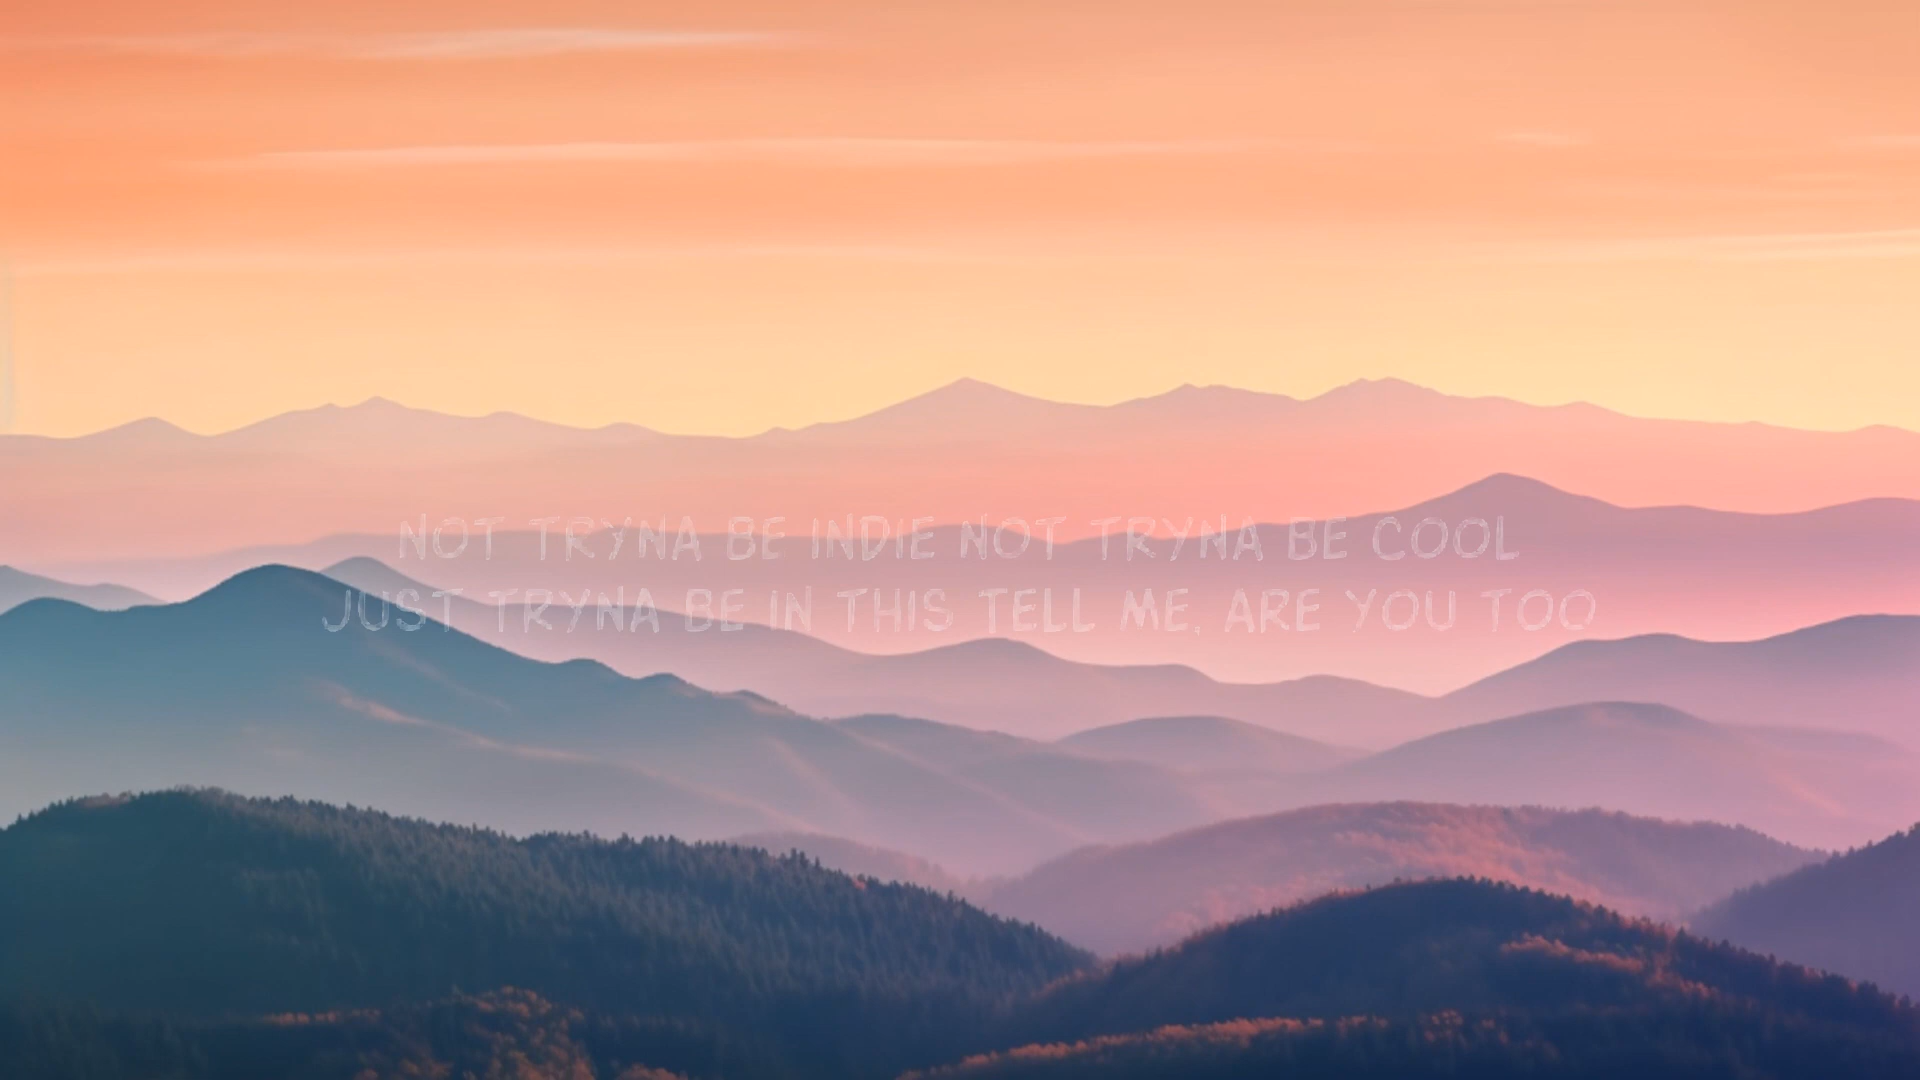 NOT TRYNA BE INDIE NOT TRYNA BE COOL
JUST TRYNA BE IN THIS TELL ME, ARE YOU TOO